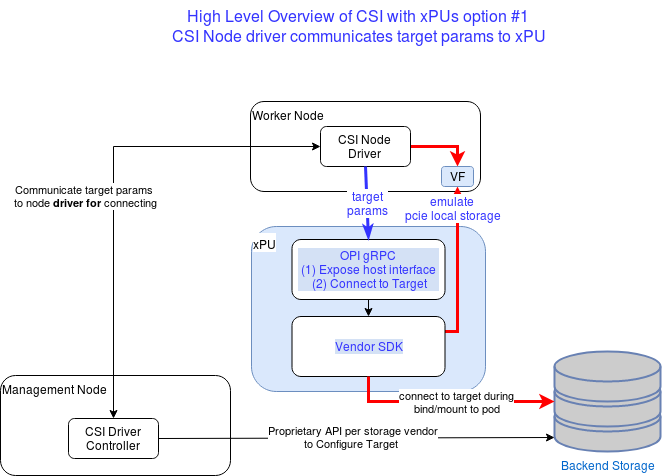 High Level Overview of CSI with xPUs option #1
CSI Node driver communicates target params to xPU
Worker Node
CSI Node
Driver
VF
Communicate target params
to node driver for connecting
target
params
emulate
pcie local storage
xPU
OPI gRPC
(1) Expose host interface
(2) Connect to Target
Vendor SDK
Management Node
connect to target during
bind/mount to pod
CSI Driver
Controller
Proprietary API per storage vendor
to Configure Target
Backend Storage